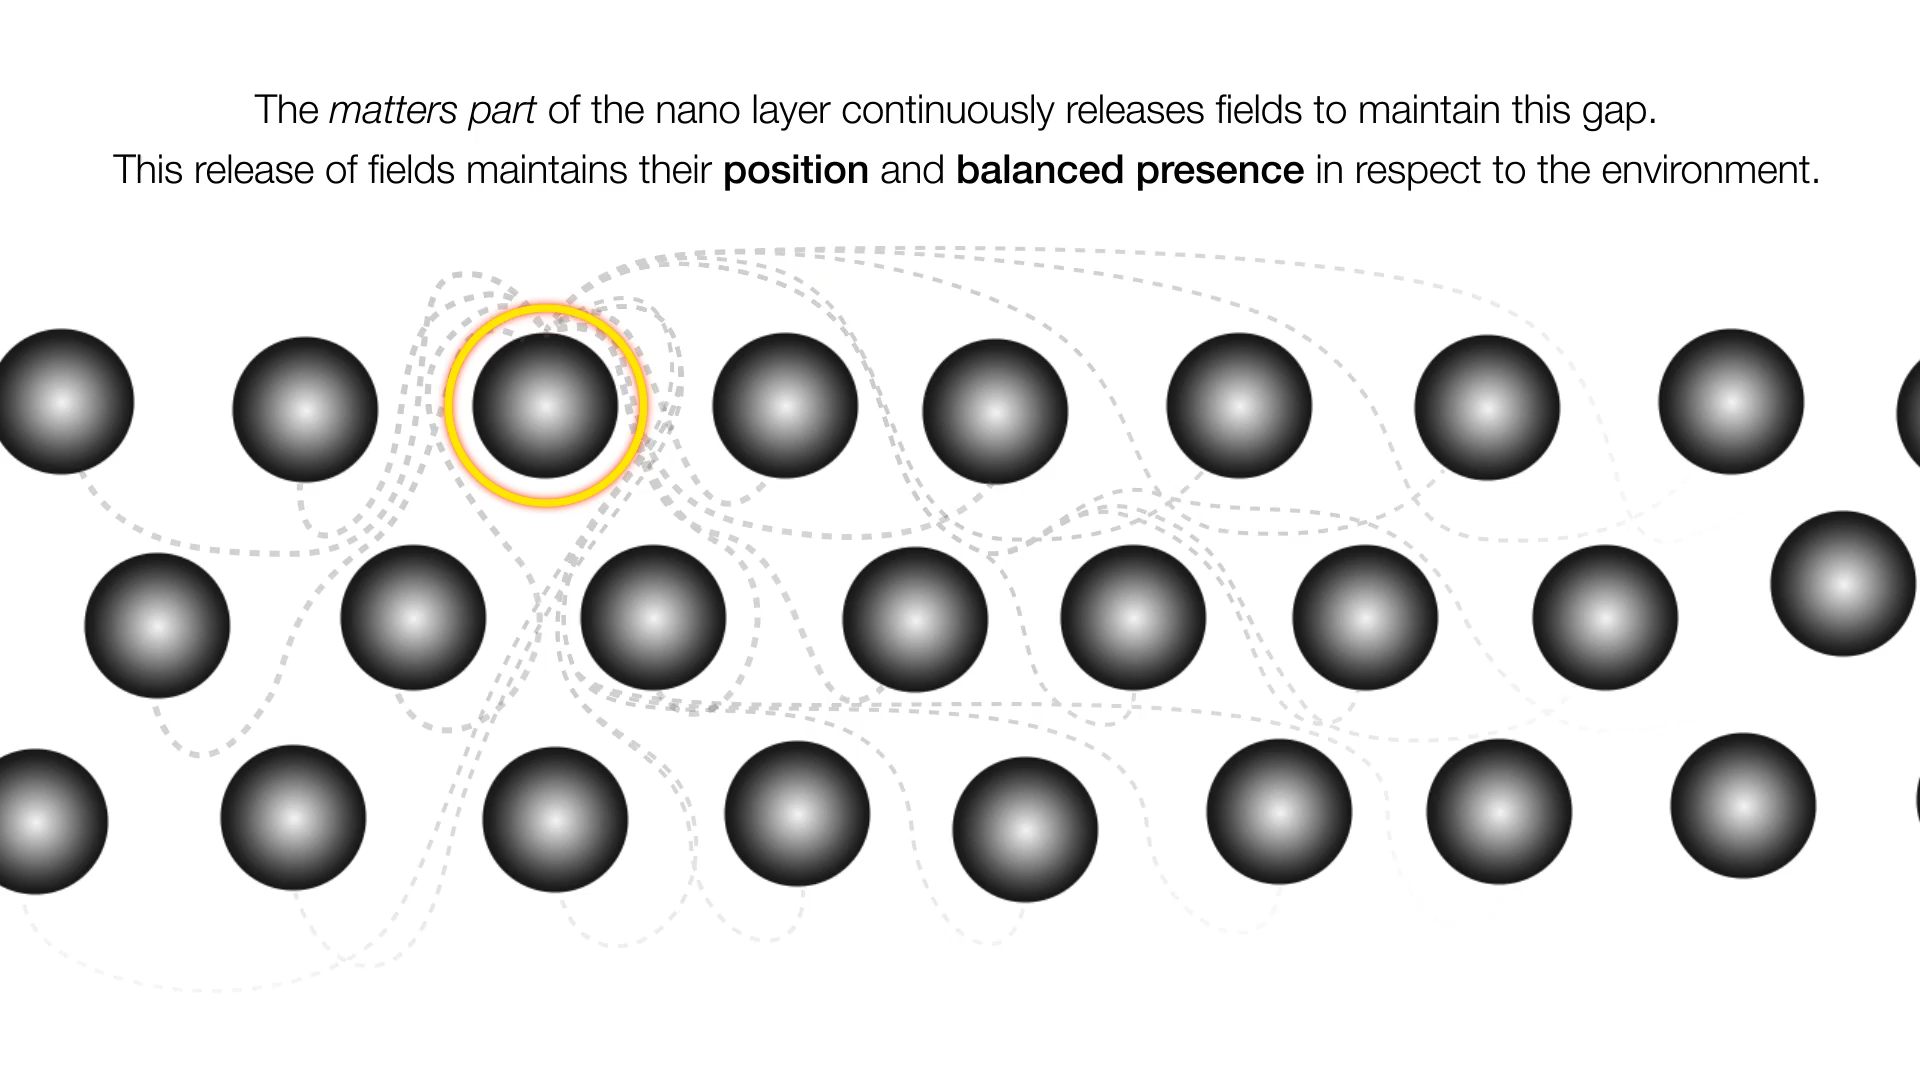 The matters part of the nano layer continuously releases fields to maintain this gap.
This release of fields maintains their position and balanced presence in respect to the environment.